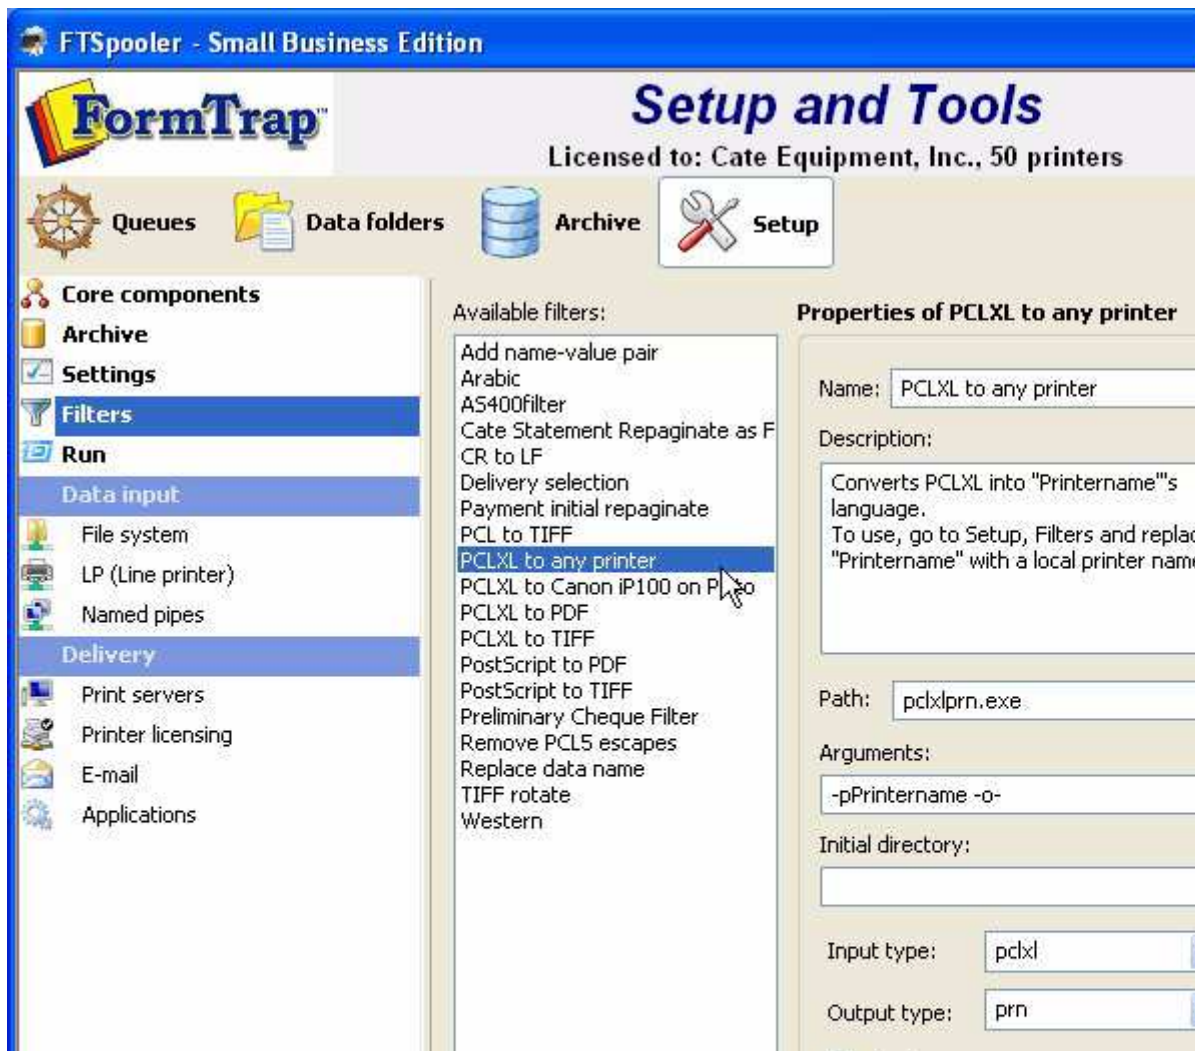 FTSpooler - Small Business Edition
FormTrap™
Setup and Tools
Licensed to: Cate Equipment, Inc., 50 printers
Queues
Data folders
Archive
Setup
Core components
Archive
Settings
Filters
Run
Data input
File system
LP (Line printer)
Named pipes
Delivery
Print servers
Printer licensing
E-mail
Applications
Available filters:
Add name-value pair
Arabic
AS400filter
Cate Statement Repaginate as F
CR to LF
Delivery selection
Payment initial repaginate
PCL to TIFF
PCLXL to any printer
PCLXL to Canon iP100 on
PCLXL to PDF
PCLXL to TIFF
PostScript to PDF
PostScript to TIFF
Preliminary Cheque Filter
Remove PCL5 escapes
Replace data name
TIFF rotate
Western
Properties of PCLXL to any printer
Name: PCLXL to any printer
Description:
Converts PCLXL into "Printername"'s
language.
To use, go to Setup, Filters and replac
"Printername" with a local printer name
Path: pclxlprn.exe
Arguments:
-pPrintername -o-
Initial directory:
Input type: pclxl
Output type: prn